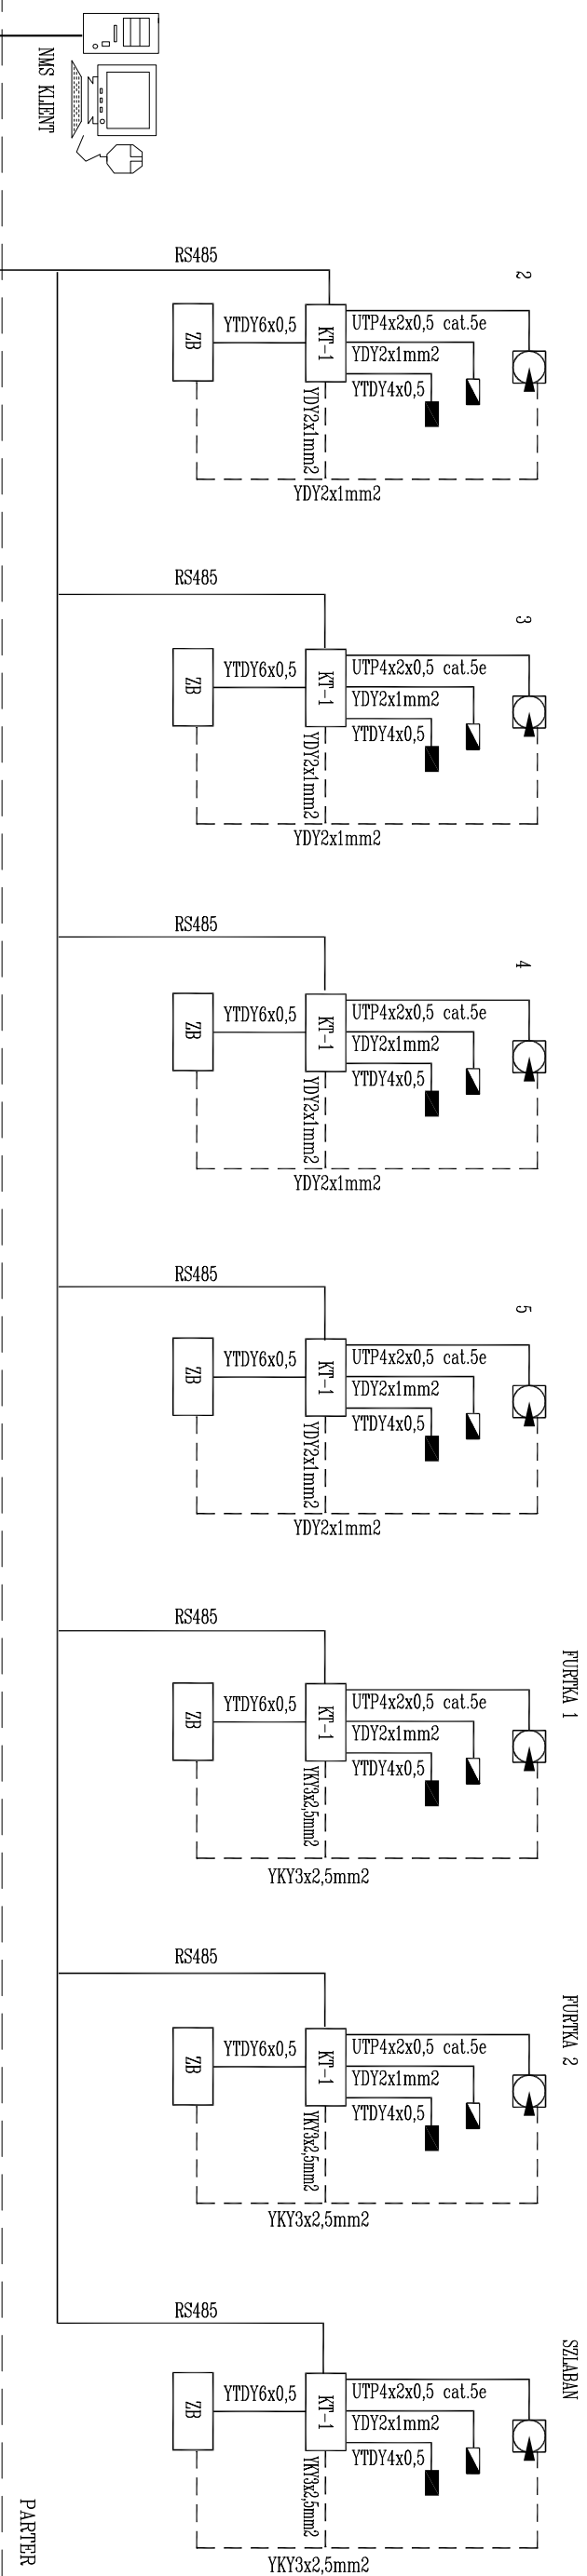 NMS KLIENT
2
RS485
YTDY6x0,5
ZB
KT-1
UTP4x2x0,5 cat.5e
YDY2x1mm2
YTDY4x0,5
YDY2x1mm2
YDY2x1mm2
3
RS485
YTDY6x0,5
ZB
KT-1
UTP4x2x0,5 cat.5e
YDY2x1mm2
YTDY4x0,5
YDY2x1mm2
YDY2x1mm2
4
RS485
YTDY6x0,5
ZB
KT-1
UTP4x2x0,5 cat.5e
YDY2x1mm2
YTDY4x0,5
YDY2x1mm2
YDY2x1mm2
5
RS485
YTDY6x0,5
ZB
KT-1
UTP4x2x0,5 cat.5e
YDY2x1mm2
YTDY4x0,5
YDY2x1mm2
YDY2x1mm2
FURTKA 1
RS485
YTDY6x0,5
ZB
KT-1
UTP4x2x0,5 cat.5e
YDY2x1mm2
YTDY4x0,5
YKY3x2,5mm2
YKY3x2,5mm2
FURTKA 2
RS485
YTDY6x0,5
ZB
KT-1
UTP4x2x0,5 cat.5e
YDY2x1mm2
YTDY4x0,5
YKY3x2,5mm2
YKY3x2,5mm2
SZLABAN
RS485
YTDY6x0,5
ZB
KT-1
UTP4x2x0,5 cat.5e
YDY2x1mm2
YTDY4x0,5
YKY3x2,5mm2
YKY3x2,5mm2
PARTER